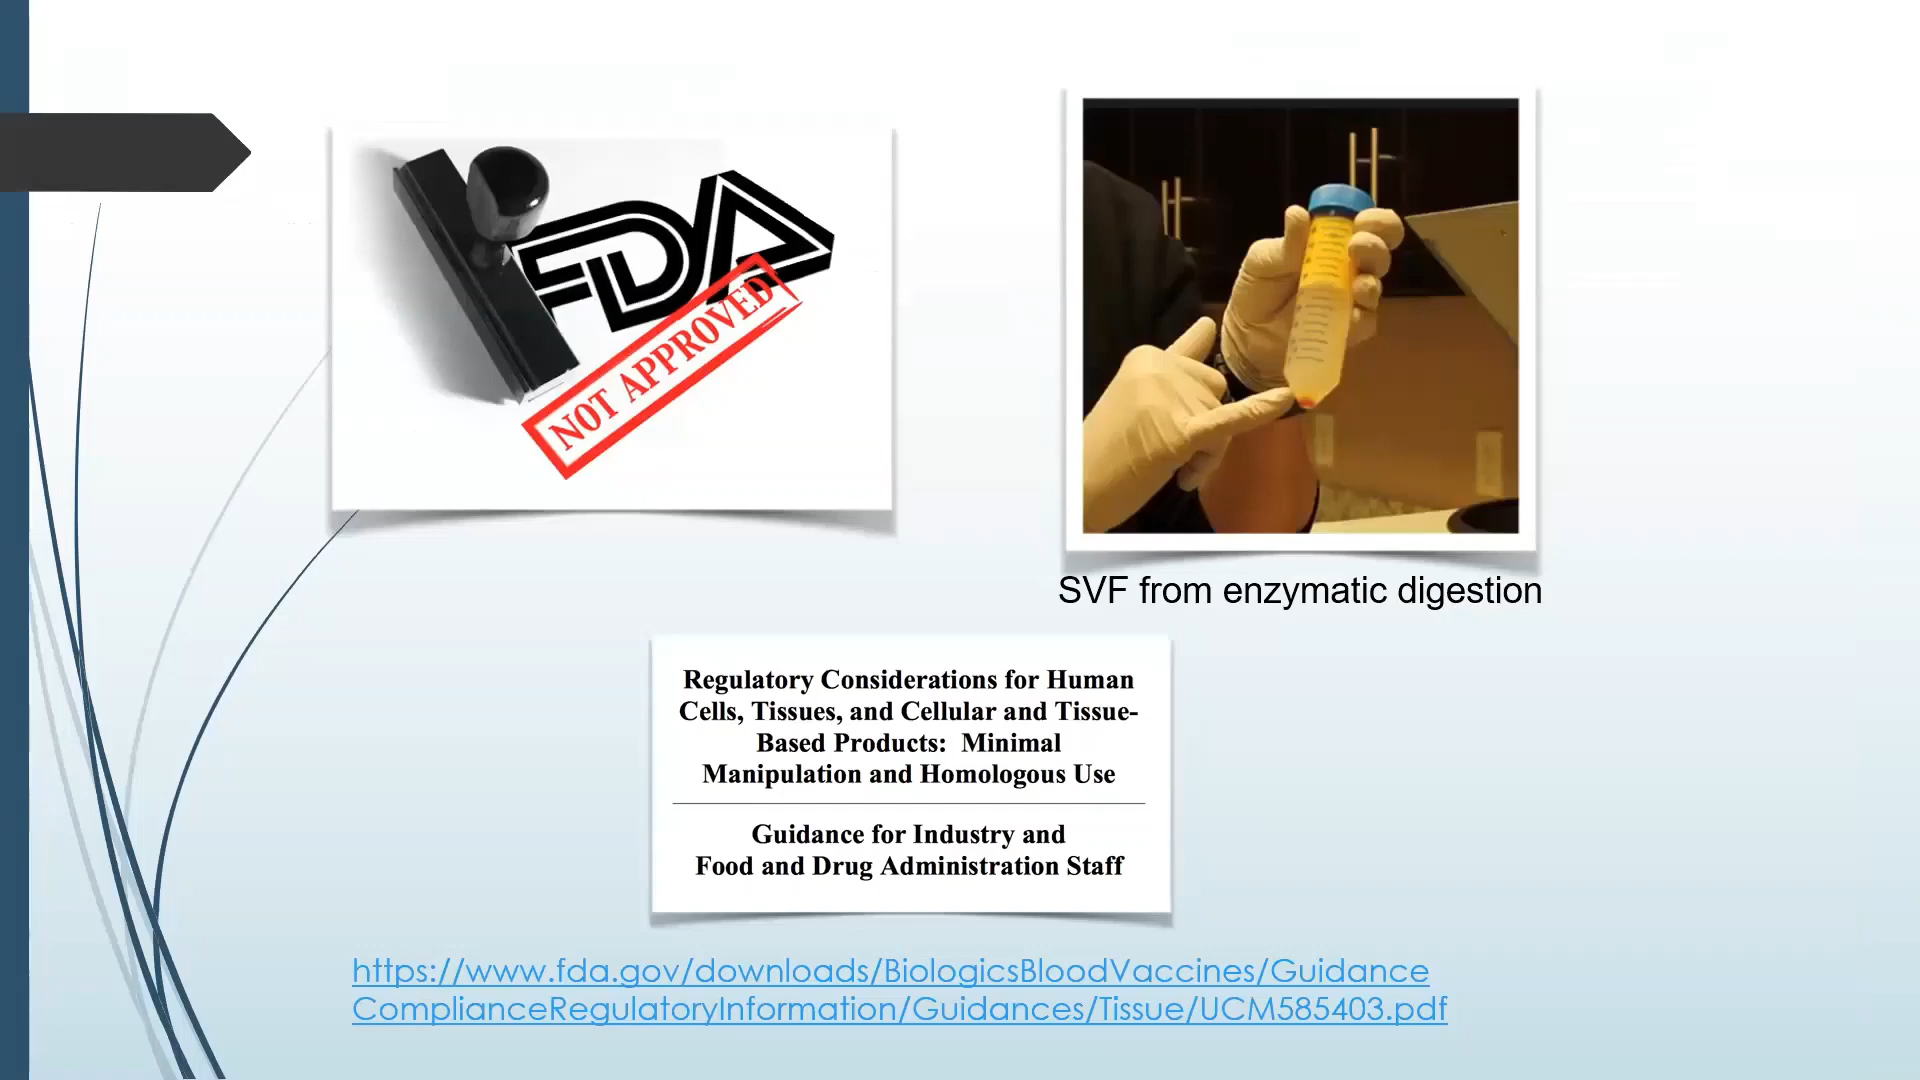 FDA
NOT APPROVED
SVF from enzymatic digestion
Regulatory Considerations for Human
Cells, Tissues, and Cellular and Tissue-
Based Products:  Minimal
Manipulation and Homologous Use
Guidance for Industry and
Food and Drug Administration Staff
https://www.fda.gov/downloads/BiologicsBloodVaccines/Guidance
ComplianceRegulatoryInformation/Guidances/Tissue/UCM585403.pdf